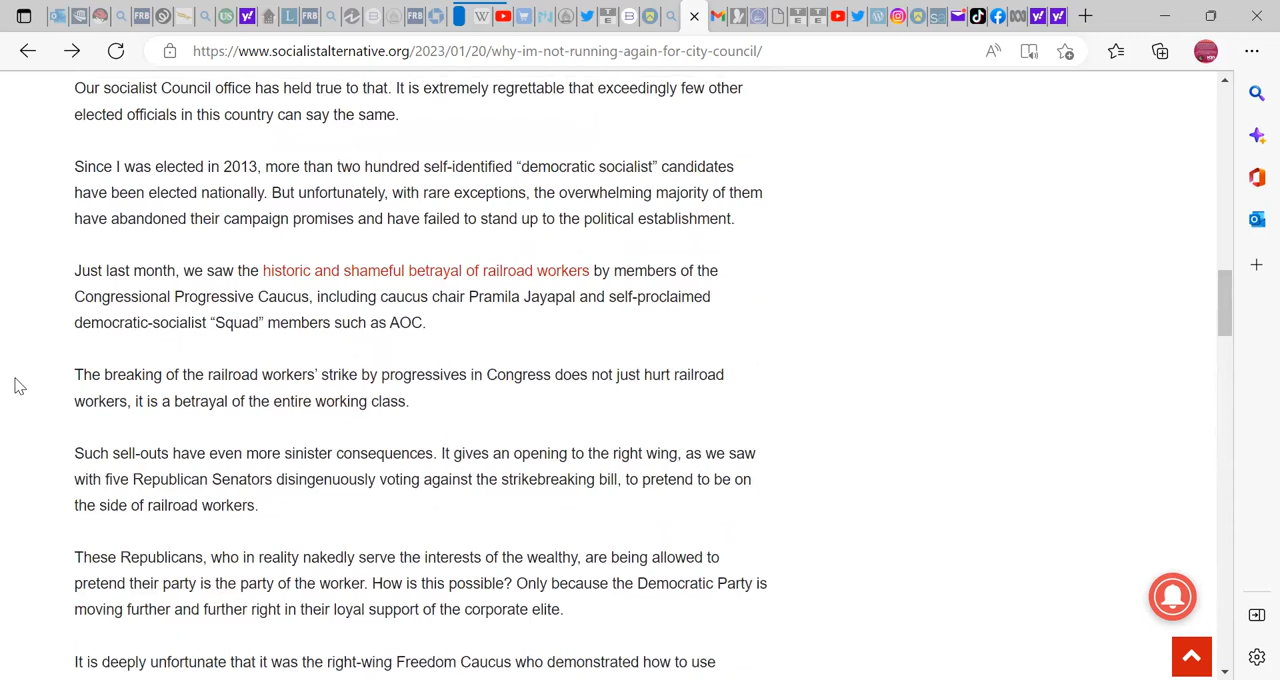 https://www.socialistalternative.org/2023/01/20/why-im-not-running-again-for-city-council/
Our socialist Council office has held true to that. It is extremely regrettable that exceedingly few other
elected officials in this country can say the same.
Since I was elected in 2013, more than two hundred self-identified “democratic socialist” candidates
have been elected nationally. But unfortunately, with rare exceptions, the overwhelming majority of them
have abandoned their campaign promises and have failed to stand up to the political establishment.
Just last month, we saw the historic and shameful betrayal of railroad workers by members of the
Congressional Progressive Caucus, including caucus chair Pramila Jayapal and self-proclaimed
democratic-socialist “Squad” members such as AOC.
The breaking of the railroad workers’ strike by progressives in Congress does not just hurt railroad
workers, it is a betrayal of the entire working class.
Such sell-outs have even more sinister consequences. It gives an opening to the right wing, as we saw
with five Republican Senators disingenuously voting against the strikebreaking bill, to pretend to be on
the side of railroad workers.
These Republicans, who in reality nakedly serve the interests of the wealthy, are being allowed to
pretend their party is the party of the worker. How is this possible? Only because the Democratic Party is
moving further and further right in their loyal support of the corporate elite.
It is deeply unfortunate that it was the right-wing Freedom Caucus who demonstrated how to use